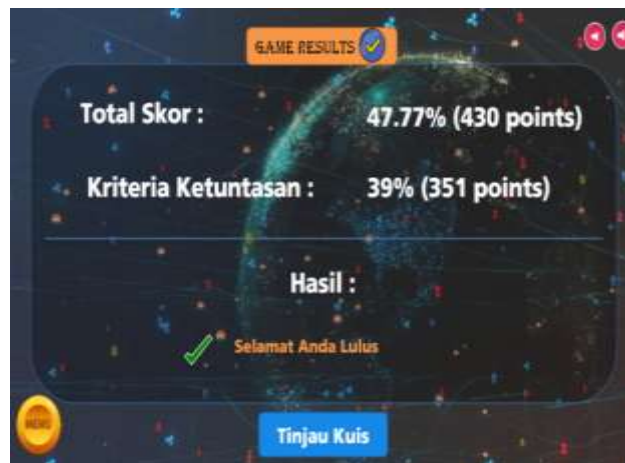 GAME RESULTS
Total Skor : 47.77% (430 points)
Kriteria Ketuntasan : 39% (351 points)
Hasil :
Selamat Anda Lulus
MENU
Tinjau Kuis